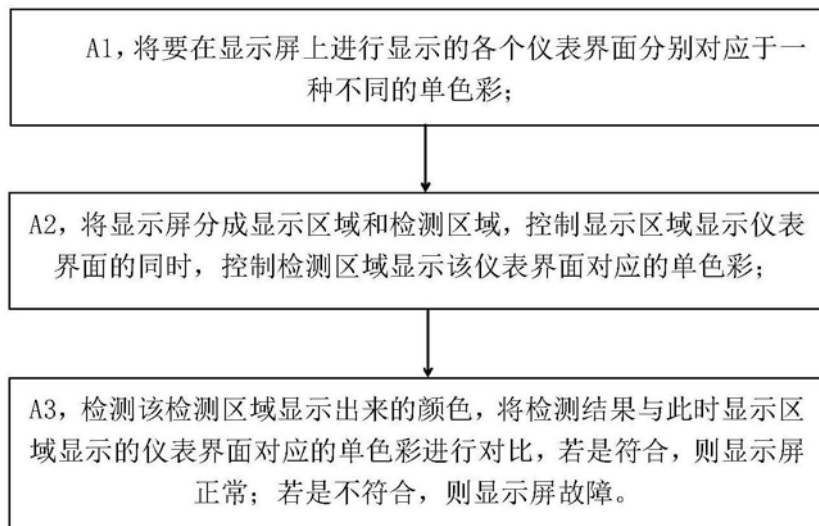 A1，将要在显示屏上进行显示的各个仪表界面分别对应于一
种不同的单色彩；
A2，将显示屏分成显示区域和检测区域，控制显示区域显示仪表
界面的同时，控制检测区域显示该仪表界面对应的单色彩；
A3，检测该检测区域显示出来的颜色，将检测结果与此时显示区
域显示的仪表界面对应的单色彩进行对比，若是符合，则显示屏
正常；若是不符合，则显示屏故障。